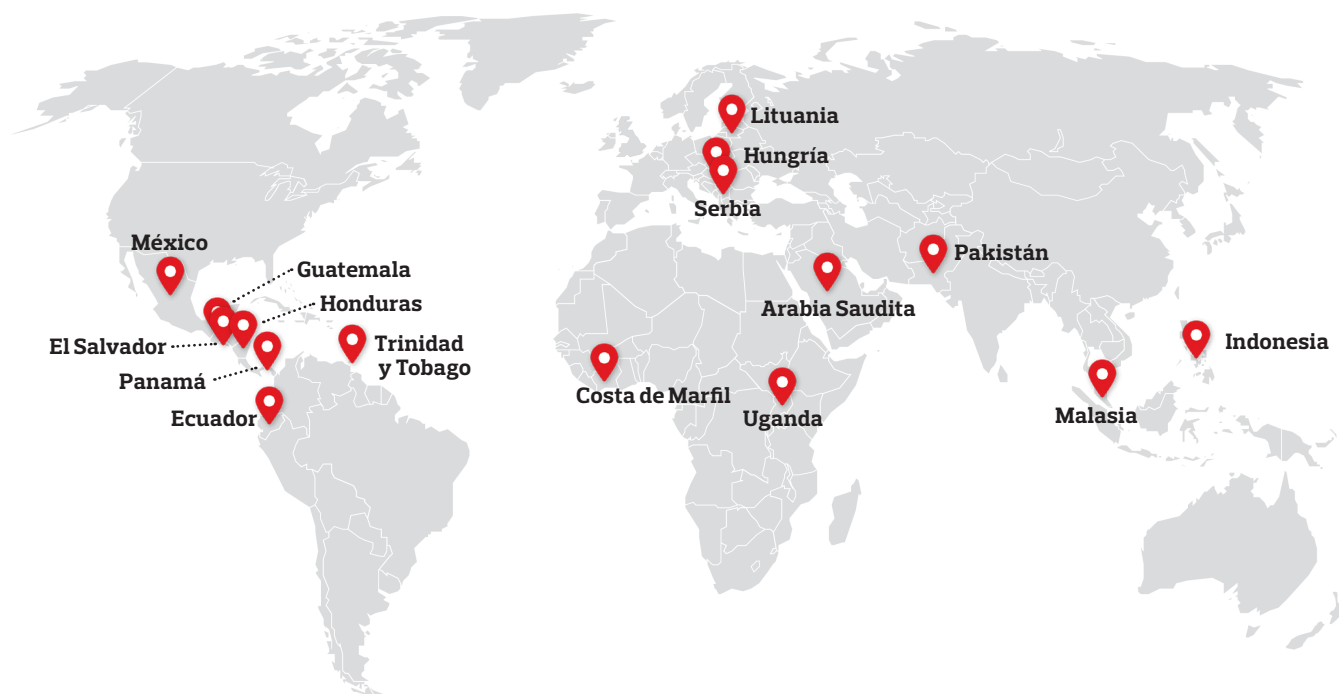 Lituania
Hungría
Serbia
México
Guatemala
Honduras
Pakistán
Arabia Saudita
El Salvador
Trinidad
y Tobago
Indonesia
Panamá
Costa de Marfil
Ecuador
Uganda
Malasia